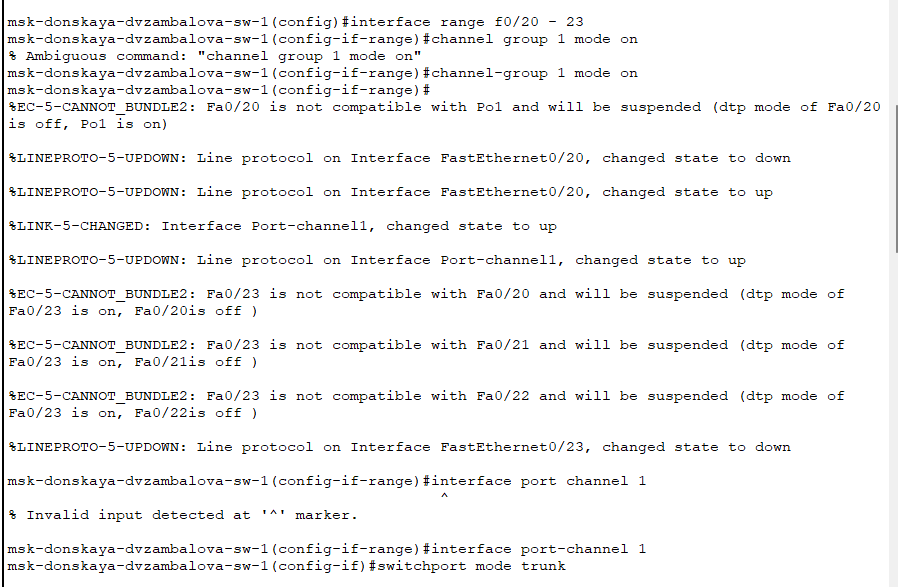 msk-donskaya-dvzambalova-sw-1(config)#interface range f0/20 - 23
msk-donskaya-dvzambalova-sw-1(config-if-range)#channel group 1 mode on
% Ambiguous command: "channel group 1 mode on"
msk-donskaya-dvzambalova-sw-1(config-if-range)#channel-group 1 mode on
msk-donskaya-dvzambalova-sw-1(config-if-range)#
%EC-5-CANNOT_BUNDLE2: Fa0/20 is not compatible with Po1 and will be suspended (dtp mode of Fa0/20
is off, Po1 is on)
%LINEPROTO-5-UPDOWN: Line protocol on Interface FastEthernet0/20, changed state to down
%LINEPROTO-5-UPDOWN: Line protocol on Interface FastEthernet0/20, changed state to up
%LINK-5-CHANGED: Interface Port-channel1, changed state to up
%LINEPROTO-5-UPDOWN: Line protocol on Interface Port-channel1, changed state to up
%EC-5-CANNOT_BUNDLE2: Fa0/23 is not compatible with Fa0/20 and will be suspended (dtp mode of
Fa0/23 is on, Fa0/20is off )
%EC-5-CANNOT_BUNDLE2: Fa0/23 is not compatible with Fa0/21 and will be suspended (dtp mode of
Fa0/23 is on, Fa0/21is off )
%EC-5-CANNOT_BUNDLE2: Fa0/23 is not compatible with Fa0/22 and will be suspended (dtp mode of
Fa0/23 is on, Fa0/22is off )
%LINEPROTO-5-UPDOWN: Line protocol on Interface FastEthernet0/23, changed state to down
msk-donskaya-dvzambalova-sw-1(config-if-range)#interface port channel 1
^
% Invalid input detected at '^' marker.
msk-donskaya-dvzambalova-sw-1(config-if-range)#interface port-channel 1
msk-donskaya-dvzambalova-sw-1(config-if)#switchport mode trunk